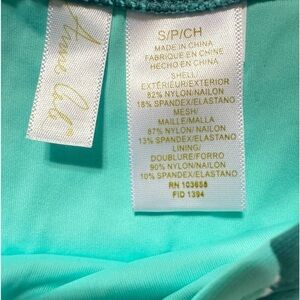 S/P/CH
MADE IN CHINA
FABRIQUE EN CHINE
HECHO EN CHINA
SHELL
EXTÉRIEUR/EXTERIOR
82% NYLON/NAILON
18% SPANDEX/ELASTANO
MESH/
MAILLE/MALLA
87% NYLON/NAILON
13% SPANDEX/ELASTANO
LINING/
DOUBLURE/FORRO
90% NYLON/NAILON
10% SPANDEX/ELASTANO
RN 103658
FID 1394